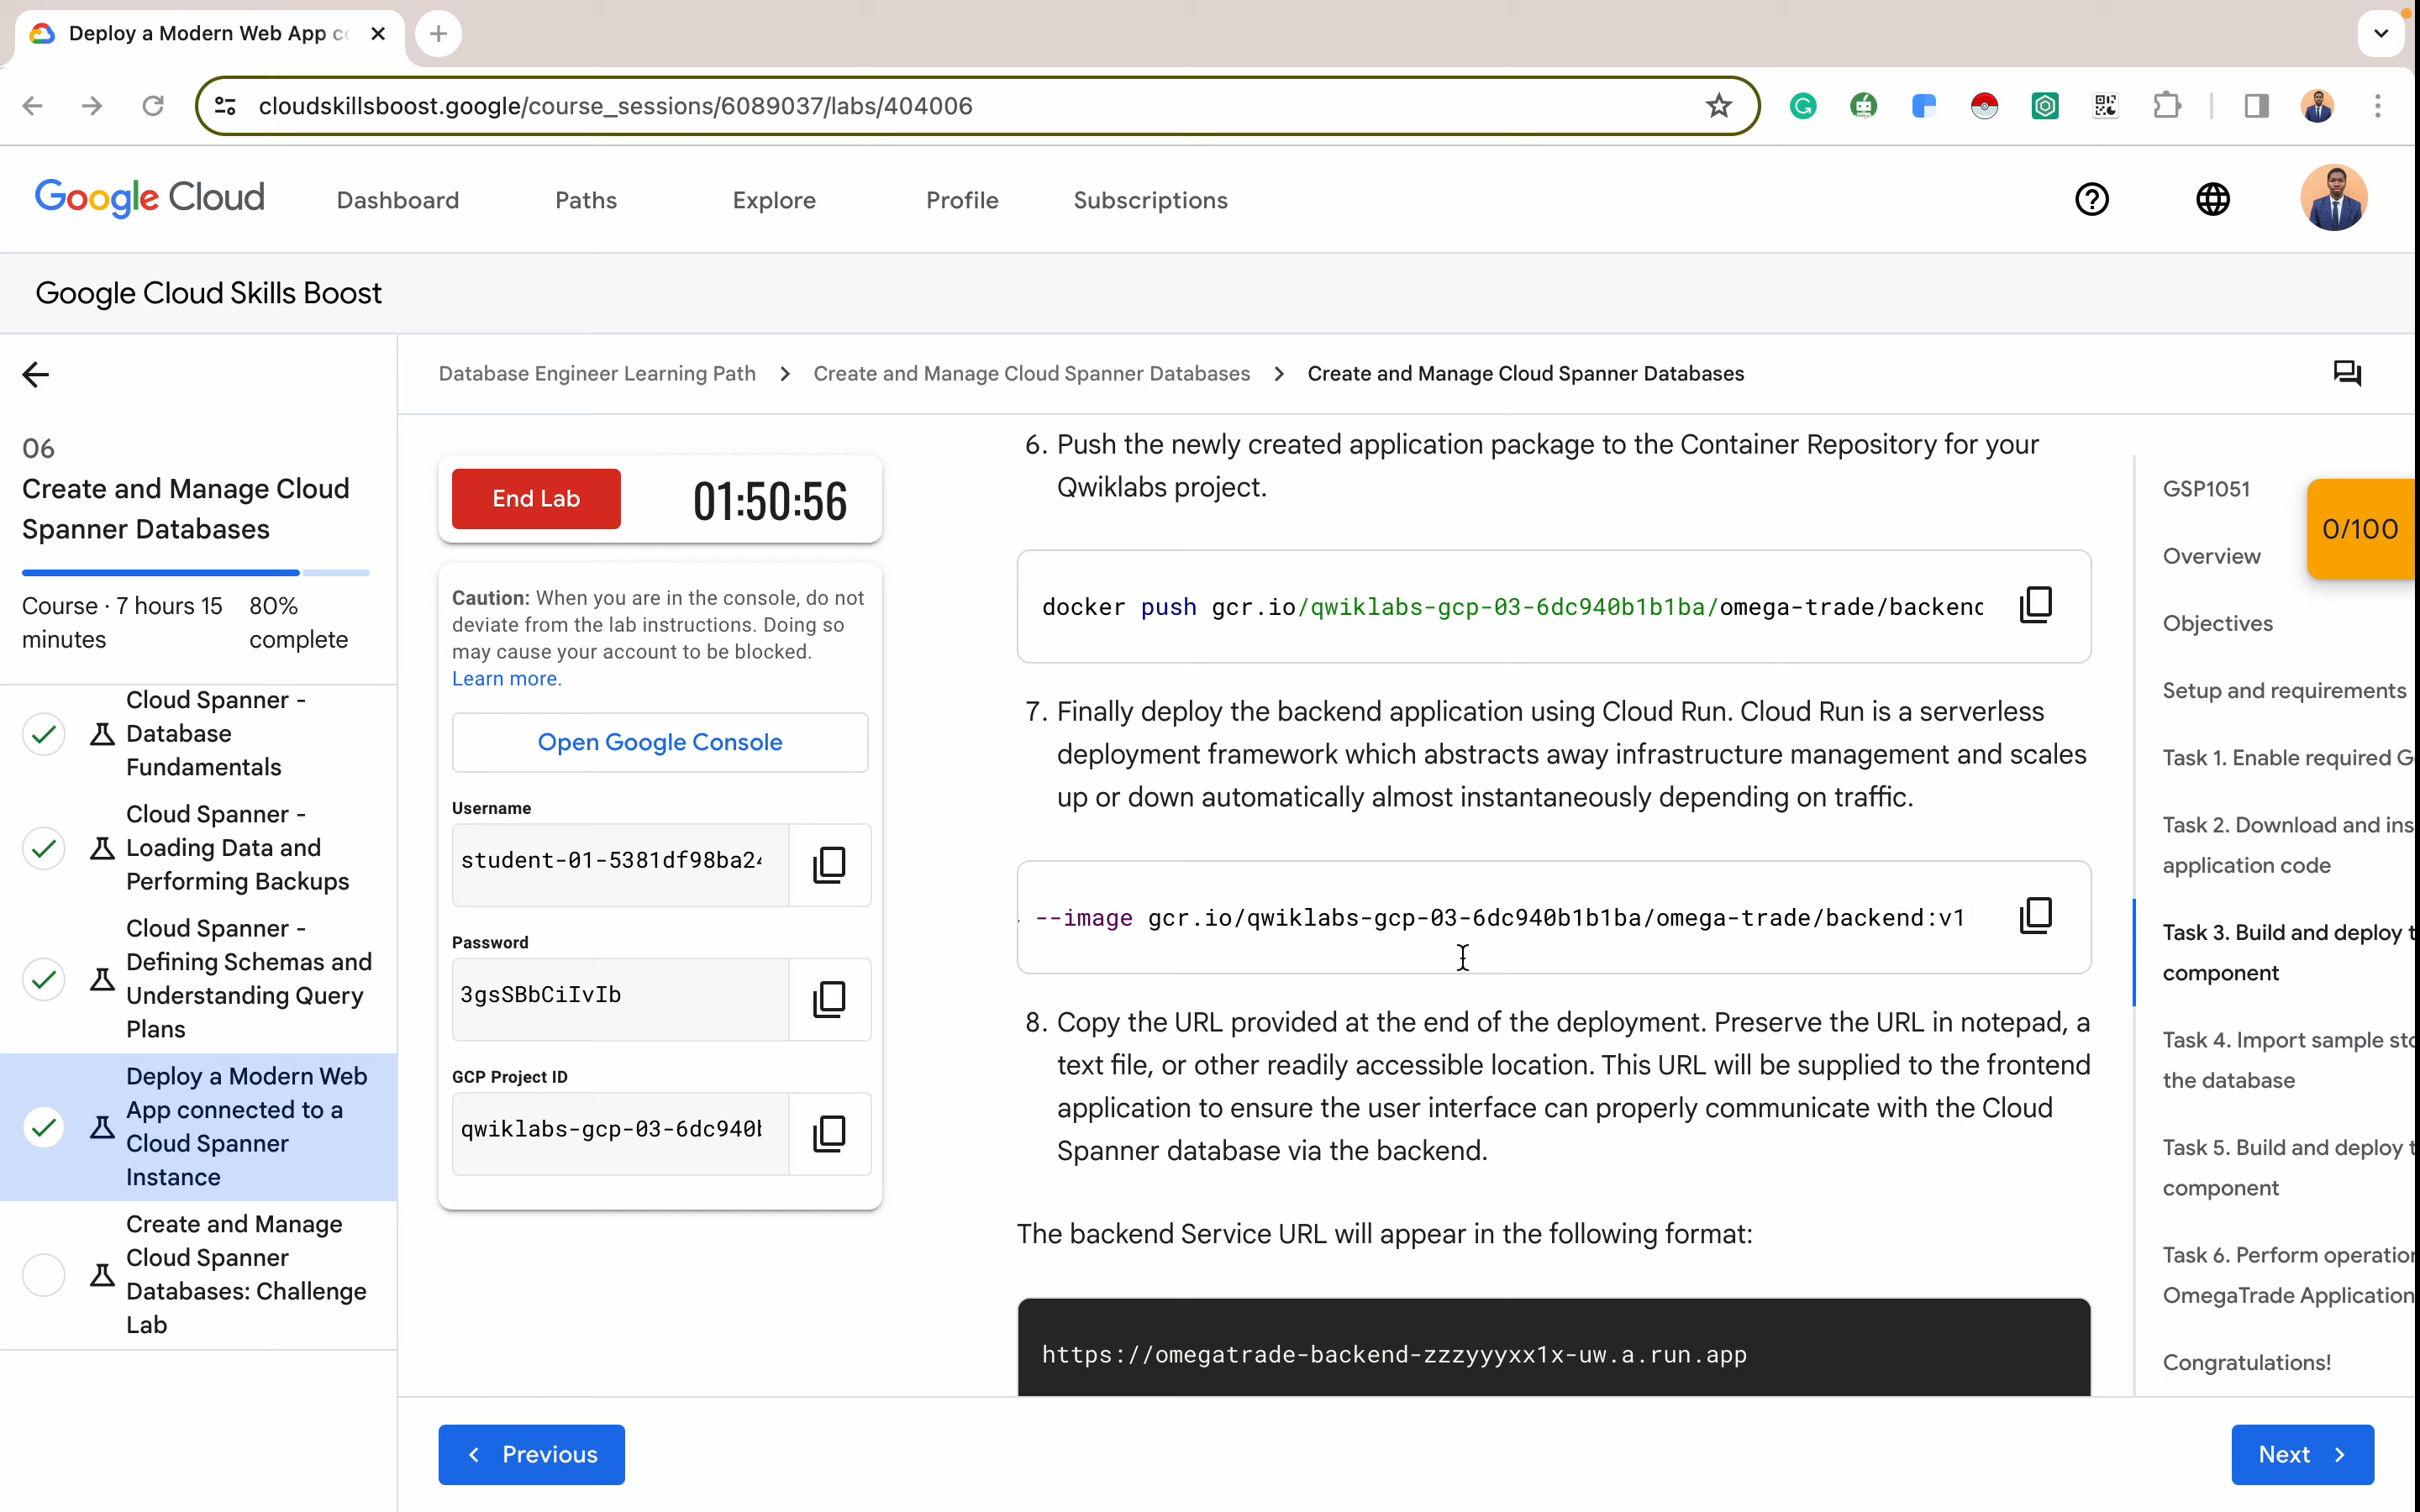 Deploy a Modern Web App
cloudskillsboost.google/course_sessions/6089037/labs/404006
Google Cloud
Dashboard
Paths
Explore
Profile
Subscriptions
Google Cloud Skills Boost
Database Engineer Learning Path > Create and Manage Cloud Spanner Databases > Create and Manage Cloud Spanner Databases
06
Create and Manage Cloud
Spanner Databases
Course · 7 hours 15
minutes
80%
complete
Cloud Spanner -
Database
Fundamentals
Cloud Spanner -
Loading Data and
Performing Backups
Cloud Spanner -
Defining Schemas and
Understanding Query
Plans
Deploy a Modern Web
App connected to a
Cloud Spanner
Instance
Create and Manage
Cloud Spanner
Databases: Challenge
Lab
End Lab
01:50:56
Caution: When you are in the console, do not
deviate from the lab instructions. Doing so
may cause your account to be blocked.
Learn more.
Open Google Console
Username
student-01-5381df98ba24
Password
3gsSBbCiIvIb
GCP Project ID
qwiklabs-gcp-03-6dc940b
6. Push the newly created application package to the Container Repository for your
Qwiklabs project.
docker push gcr.io/qwiklabs-gcp-03-6dc940b1b1ba/omega-trade/backend
7. Finally deploy the backend application using Cloud Run. Cloud Run is a serverless
deployment framework which abstracts away infrastructure management and scales
up or down automatically almost instantaneously depending on traffic.
--image gcr.io/qwiklabs-gcp-03-6dc940b1b1ba/omega-trade/backend:v1
8. Copy the URL provided at the end of the deployment. Preserve the URL in notepad, a
text file, or other readily accessible location. This URL will be supplied to the frontend
application to ensure the user interface can properly communicate with the Cloud
Spanner database via the backend.
The backend Service URL will appear in the following format:
https://omegatrade-backend-zzzyyyxx1x-uw.a.run.app
GSP1051
0/100
Overview
Objectives
Setup and requirements
Task 1. Enable required G
Task 2. Download and ins
application code
Task 3. Build and deploy t
component
Task 4. Import sample sto
the database
Task 5. Build and deploy t
component
Task 6. Perform operation
OmegaTrade Application
Congratulations!
Previous
Next